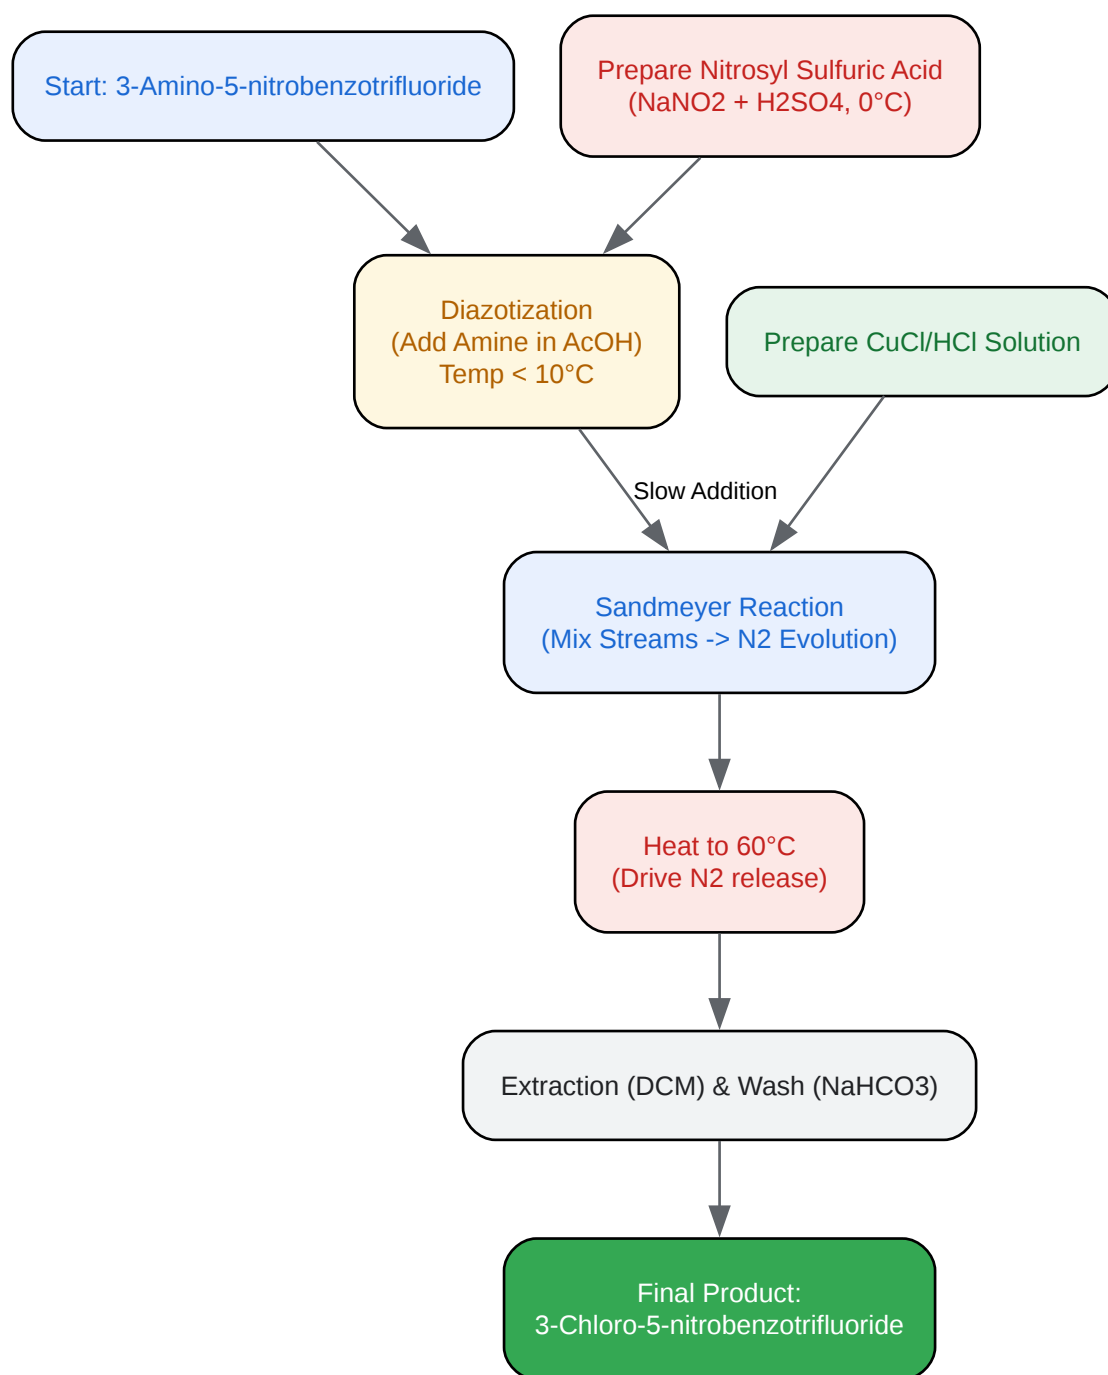 Start: 3-Amino-5-nitrobenzotrifluoride
Prepare Nitrosyl Sulfuric Acid
(NaNO2 + H2SO4, 0°C)
Diazotization
(Add Amine in AcOH)
Temp < 10°C
Prepare CuCl/HCl Solution
Slow Addition
Sandmeyer Reaction
(Mix Streams -> N2 Evolution)
Heat to 60°C
(Drive N2 release)
Extraction (DCM) & Wash (NaHCO3)
Final Product:
3-Chloro-5-nitrobenzotrifluoride